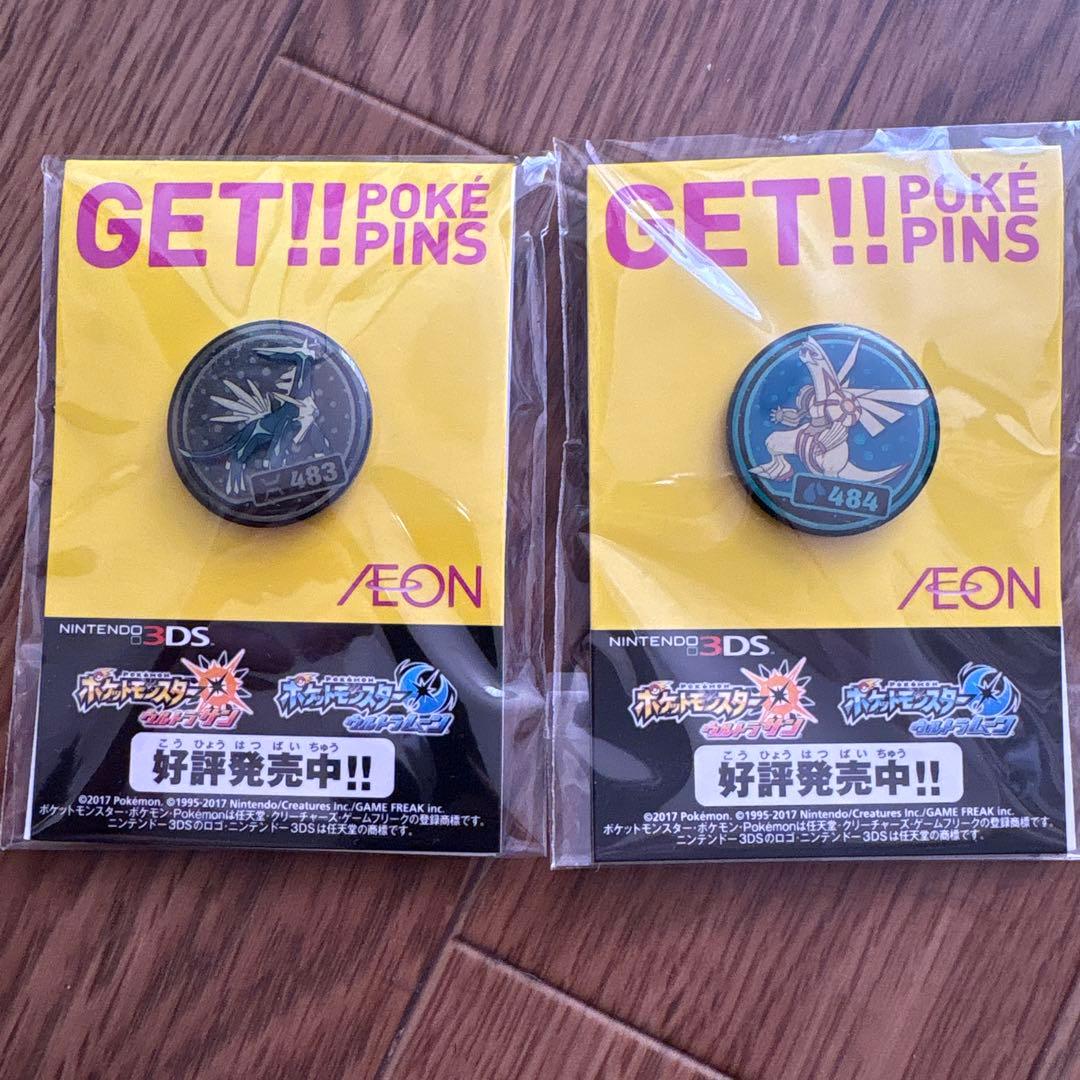 GET!! POKÉ PINS
483
ÆON
NINTENDO 3DS™
POKÉMON
ポケットモンスター
ウルトラサン
POKÉMON
ポケットモンスター
ウルトラムーン
こうひょうはつばいちゅう
好評発売中!!
©2017 Pokémon. ©1995-2017 Nintendo/Creatures Inc./GAME FREAK inc.
ポケットモンスター・ポケモン・Pokémonは任天堂・クリーチャーズ・ゲームフリークの登録商標です。
ニンテンドー3DSのロゴ・ニンテンドー3DSは任天堂の商標です。
GET!! POKÉ PINS
484
ÆON
NINTENDO 3DS™
POKÉMON
ポケットモンスター
ウルトラサン
POKÉMON
ポケットモンスター
ウルトラムーン
こうひょうはつばいちゅう
好評発売中!!
©2017 Pokémon. ©1995-2017 Nintendo/Creatures Inc./GAME FREAK inc.
ポケットモンスター・ポケモン・Pokémonは任天堂・クリーチャーズ・ゲームフリークの登録商標です。
ニンテンドー3DSのロゴ・ニンテンドー3DSは任天堂の商標です。